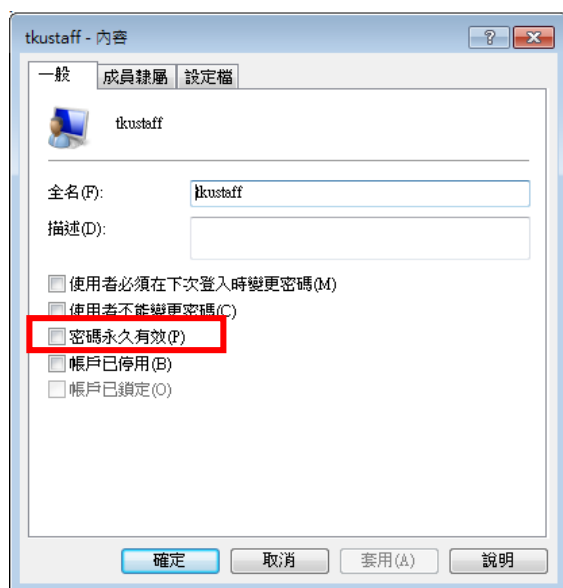 tkustaff - 內容
一般 成員隸屬 設定檔
tkustaff
全名(F): tkustaff
描述(D):
使用者必須在下次登入時變更密碼(M)
使用者不能變更密碼(C)
密碼永久有效(P)
帳戶已停用(B)
帳戶已鎖定(O)
確定 取消 套用(A) 說明